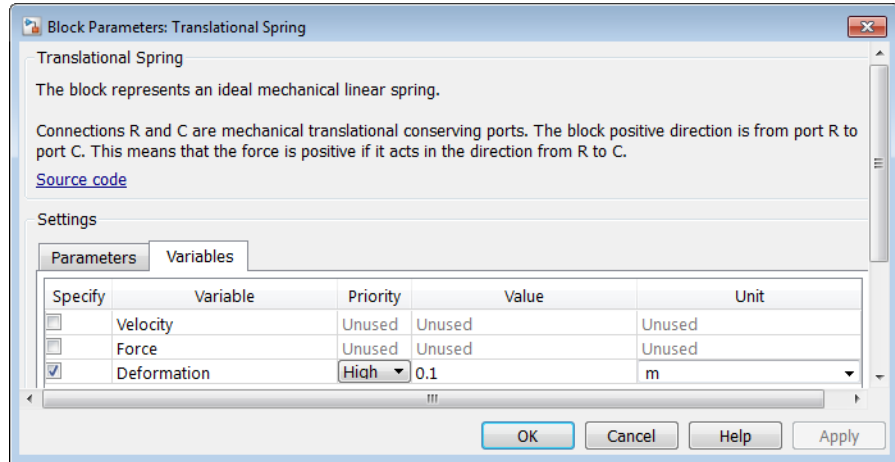 Block Parameters: Translational Spring
Translational Spring
The block represents an ideal mechanical linear spring.
Connections R and C are mechanical translational conserving ports. The block positive direction is from port R to
port C. This means that the force is positive if it acts in the direction from R to C.
Source code
Settings
Parameters Variables
Specify Variable Priority Value Unit
Velocity Unused Unused Unused
Force Unused Unused Unused
Deformation High 0.1 m
OK Cancel Help Apply